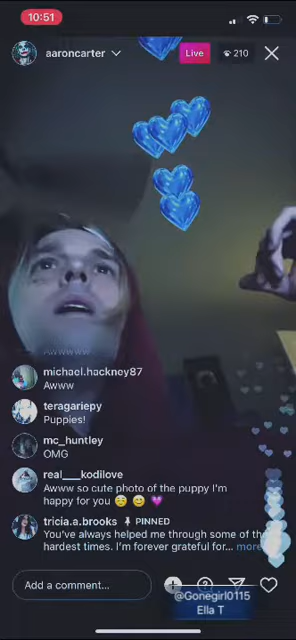 10:51
aaroncarter
Live
210
Awwww
michael.hackney87
Awww
teragariepy
Puppies!
mc_huntley
OMG
real___kodilove
Awww so cute photo of the puppy I'm
happy for you
tricia.a.brooks PINNED
You've always helped me through some of th
hardest times. I'm forever grateful for... more
Add a comment...
@Gonegirl0115
Ella T